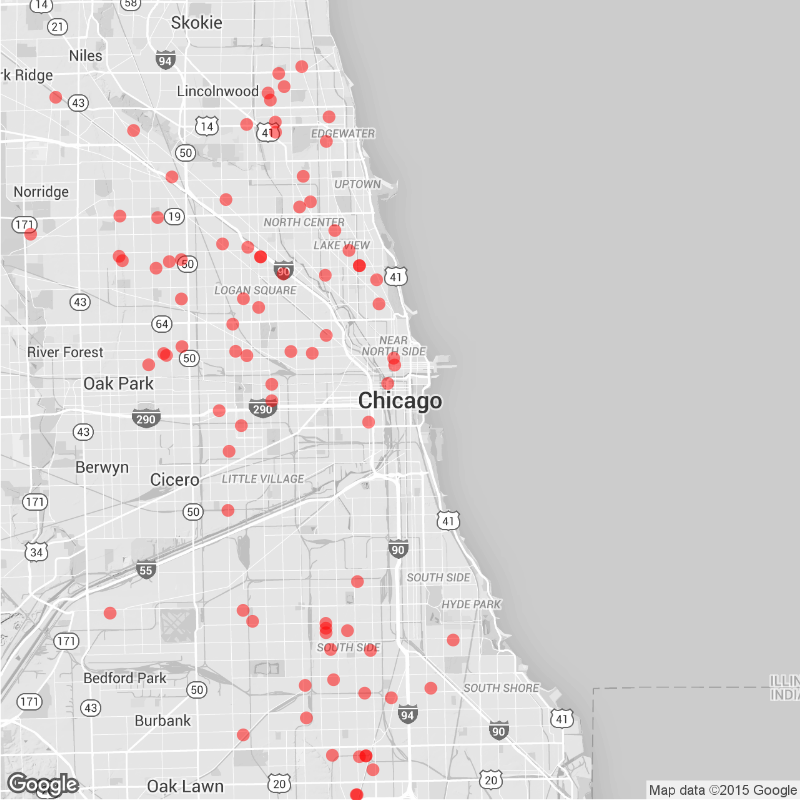 14
58
Skokie
21
Niles
94
rk Ridge
Lincolnwood
43
14
41
EDGEWATER
50
UPTOWN
Norridge
19
NORTH CENTER
171
LAKE VIEW
50
90
41
LOGAN SQUARE
43
64
NEAR
NORTH SIDE
River Forest
50
Oak Park
Chicago
290
290
43
Berwyn
Cicero
LITTLE VILLAGE
171
50
41
34
90
55
SOUTH SIDE
HYDE PARK
171
SOUTH SIDE
Bedford Park
ILLIN
INDIA
50
SOUTH SHORE
171
43
94
Burbank
41
90
Oak Lawn
20
20
Google
Map data ©2015 Google